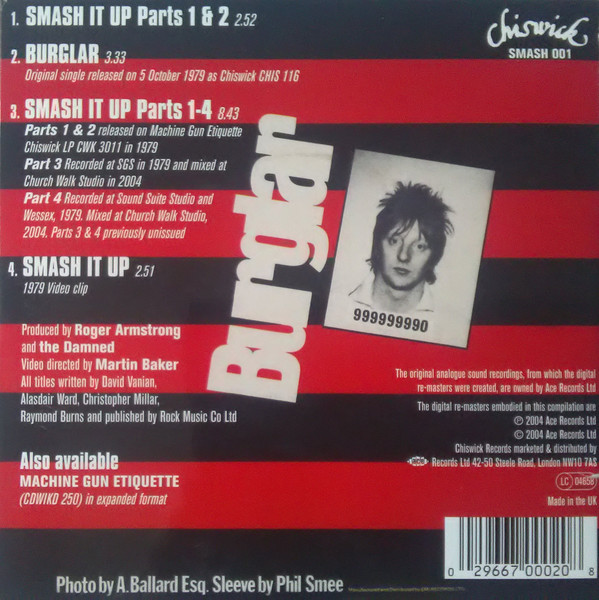 1. SMASH IT UP Parts 1 & 2 2.52
2. BURGLAR 3.33
Original single released on 5 October 1979 as Chiswick CHIS 116
3. SMASH IT UP Parts 1-4 8.43
Parts 1 & 2 released on Machine Gun Etiquette
Chiswick LP CWK 3011 in 1979
Part 3 Recorded at SGS in 1979 and mixed at
Church Walk Studio in 2004
Part 4 Recorded at Sound Suite Studio and
Wessex, 1979. Mixed at Church Walk Studio,
2004. Parts 3 & 4 previously unissued
4. SMASH IT UP 2.51
1979 Video clip
Produced by Roger Armstrong
and the Damned
Video directed by Martin Baker
All titles written by David Vanian,
Alasdair Ward, Christopher Millar,
Raymond Burns and published by Rock Music Co Ltd
Also available
MACHINE GUN ETIQUETTE
(CDWIKD 250) in expanded format
Chiswick
SMASH 001
Burglar
999999990
The original analogue sound recordings, from which the digital
re-masters were created, are owned by Ace Records Ltd
The digital re-masters embodied in this compilation are
℗ 2004 Ace Records Ltd
© 2004 Ace Records Ltd
Chiswick Records marketed & distributed by
ACE Records Ltd 42-50 Steele Road, London NW10 7AS
LC 04658
Made in the UK
0 29667 00020 8
Photo by A. Ballard Esq. Sleeve by Phil Smee